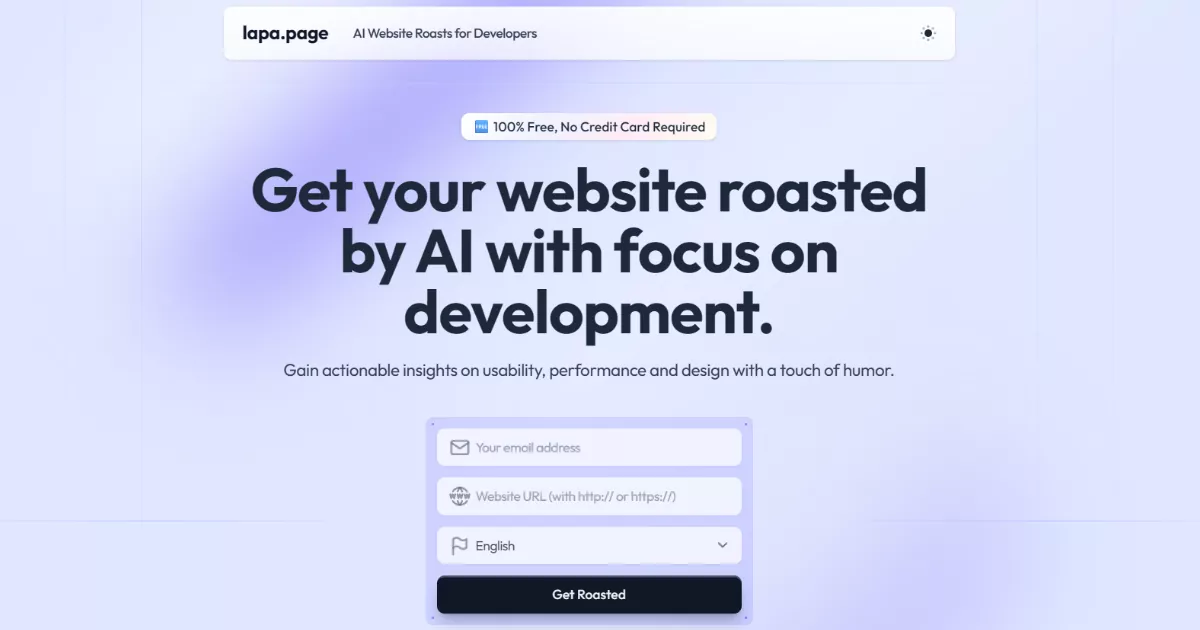 lapa.page AI Website Roasts for Developers
FREE 100% Free, No Credit Card Required
Get your website roasted
by AI with focus on
development.
Gain actionable insights on usability, performance and design with a touch of humor.
Your email address
www Website URL (with http:// or https://)
English
Get Roasted